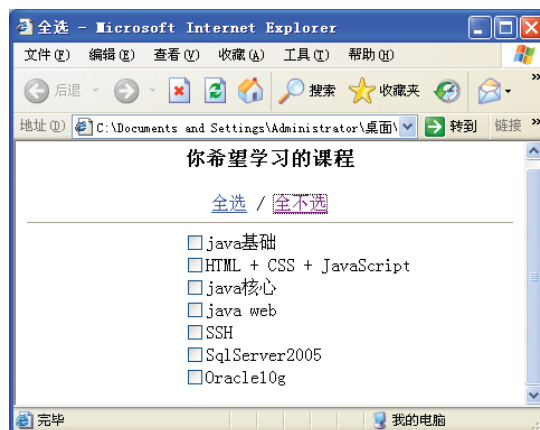 全选 - Microsoft Internet Explorer
文件(F) 编辑(E) 查看(V) 收藏(A) 工具(T) 帮助(H)
后退 搜索 收藏夹
地址(D) C:\Documents and Settings\Administrator\桌面\ 转到 链接
你希望学习的课程
全选 / 全不选
java基础
HTML + CSS + JavaScript
java核心
java web
SSH
SqlServer2005
Oracle10g
完毕 我的电脑